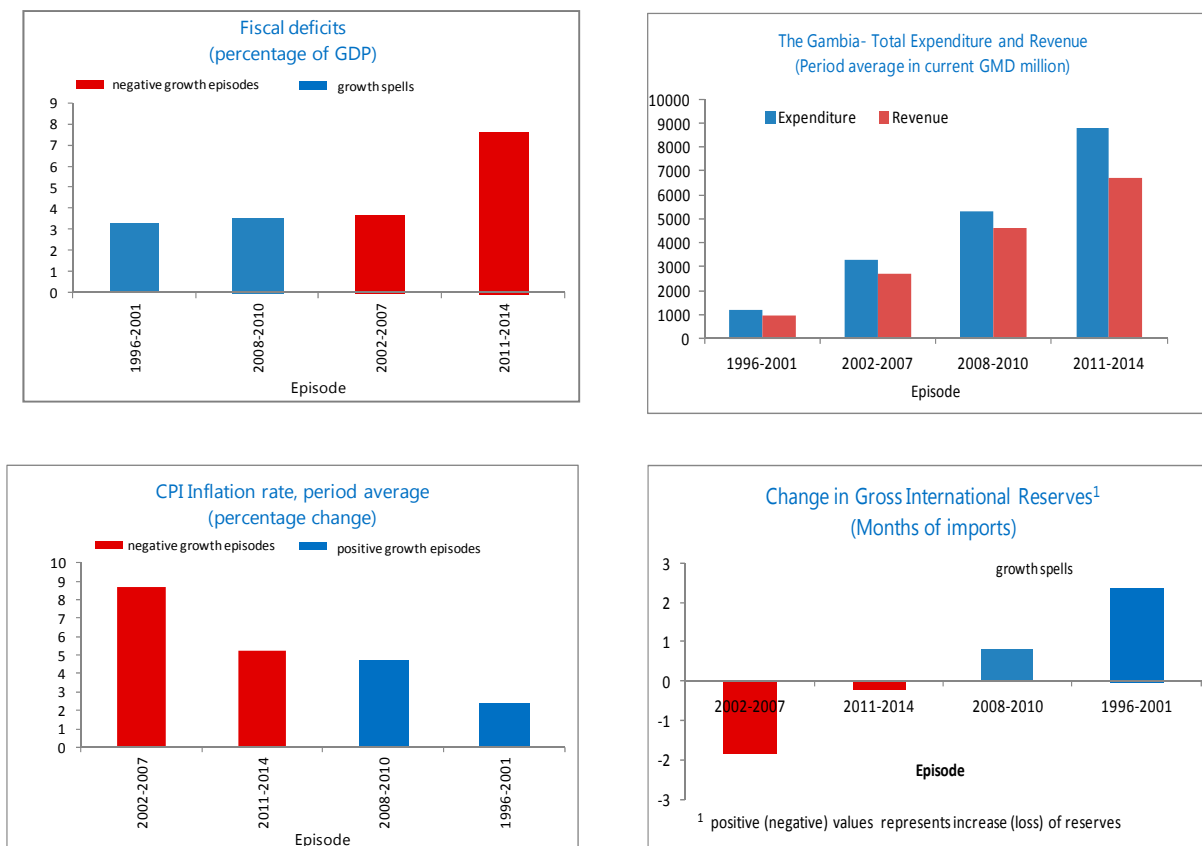 Fiscal deficits
(percentage of GDP)
negative growth episodes growth spells
9
8
7
6
5
4
3
2
1
0
1996-2001
2008-2010
2002-2007
2011-2014
Episode
The Gambia- Total Expenditure and Revenue
(Period average in current GMD million)
Expenditure Revenue
10000
9000
8000
7000
6000
5000
4000
3000
2000
1000
0
1996-2001 2002-2007 2008-2010 2011-2014
Episode
CPI Inflation rate, period average
(percentage change)
negative growth episodes positive growth episodes
10
9
8
7
6
5
4
3
2
1
0
2002-2007
2011-2014
2008-2010
1996-2001
Episode
Change in Gross International Reserves¹
(Months of imports)
growth spells
3
2
1
0
-1
-2
-3
2002-2007 2011-2014 2008-2010 1996-2001
Episode
¹ positive (negative) values represents increase (loss) of reserves